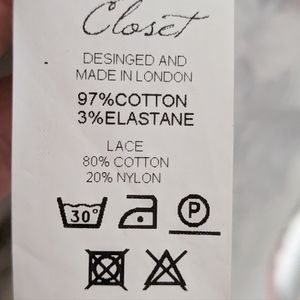 Closet
DESINGED AND
MADE IN LONDON
97%COTTON
3%ELASTANE
LACE
80% COTTON
20% NYLON
30°
P